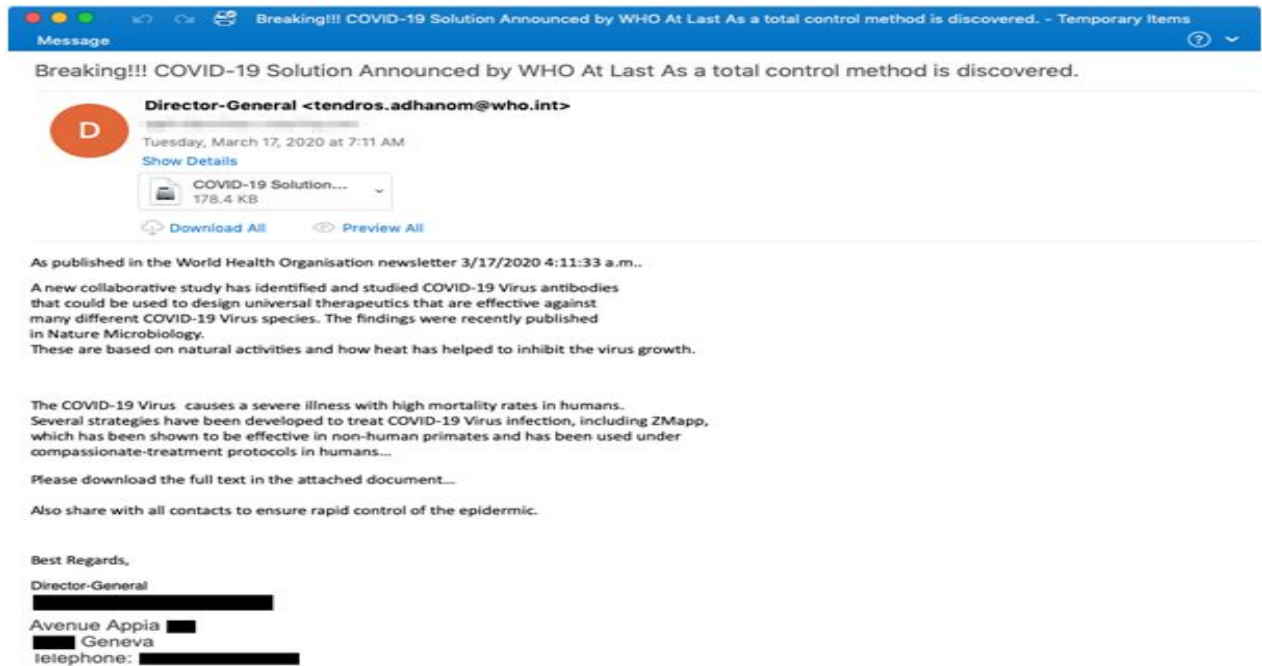 Breaking!!! COVID-19 Solution Announced by WHO At Last As a total control method is discovered. - Temporary Items
Message
?
Breaking!!! COVID-19 Solution Announced by WHO At Last As a total control method is discovered.
D
Director-General <tendros.adhanom@who.int>
Tuesday, March 17, 2020 at 7:11 AM
Show Details
COVID-19 Solution...
178.4 KB
Download All Preview All
As published in the World Health Organisation newsletter 3/17/2020 4:11:33 a.m..
A new collaborative study has identified and studied COVID-19 Virus antibodies
that could be used to design universal therapeutics that are effective against
many different COVID-19 Virus species. The findings were recently published
in Nature Microbiology.
These are based on natural activities and how heat has helped to inhibit the virus growth.
The COVID-19 Virus causes a severe illness with high mortality rates in humans.
Several strategies have been developed to treat COVID-19 Virus infection, including ZMapp,
which has been shown to be effective in non-human primates and has been used under
compassionate-treatment protocols in humans...
Please download the full text in the attached document...
Also share with all contacts to ensure rapid control of the epidermic.
Best Regards,
Director-General
Avenue Appia
Geneva
Telephone: